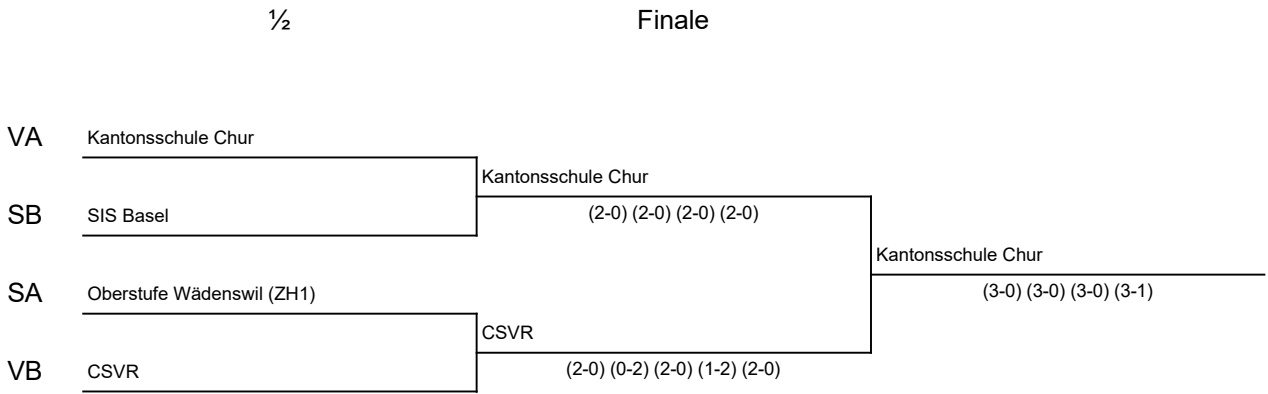 ½ Finale
VA Kantonsschule Chur
Kantonsschule Chur
SB SIS Basel (2-0) (2-0) (2-0) (2-0)
Kantonsschule Chur
SA Oberstufe Wädenswil (ZH1) (3-0) (3-0) (3-0) (3-1)
CSVR
VB CSVR (2-0) (0-2) (2-0) (1-2) (2-0)